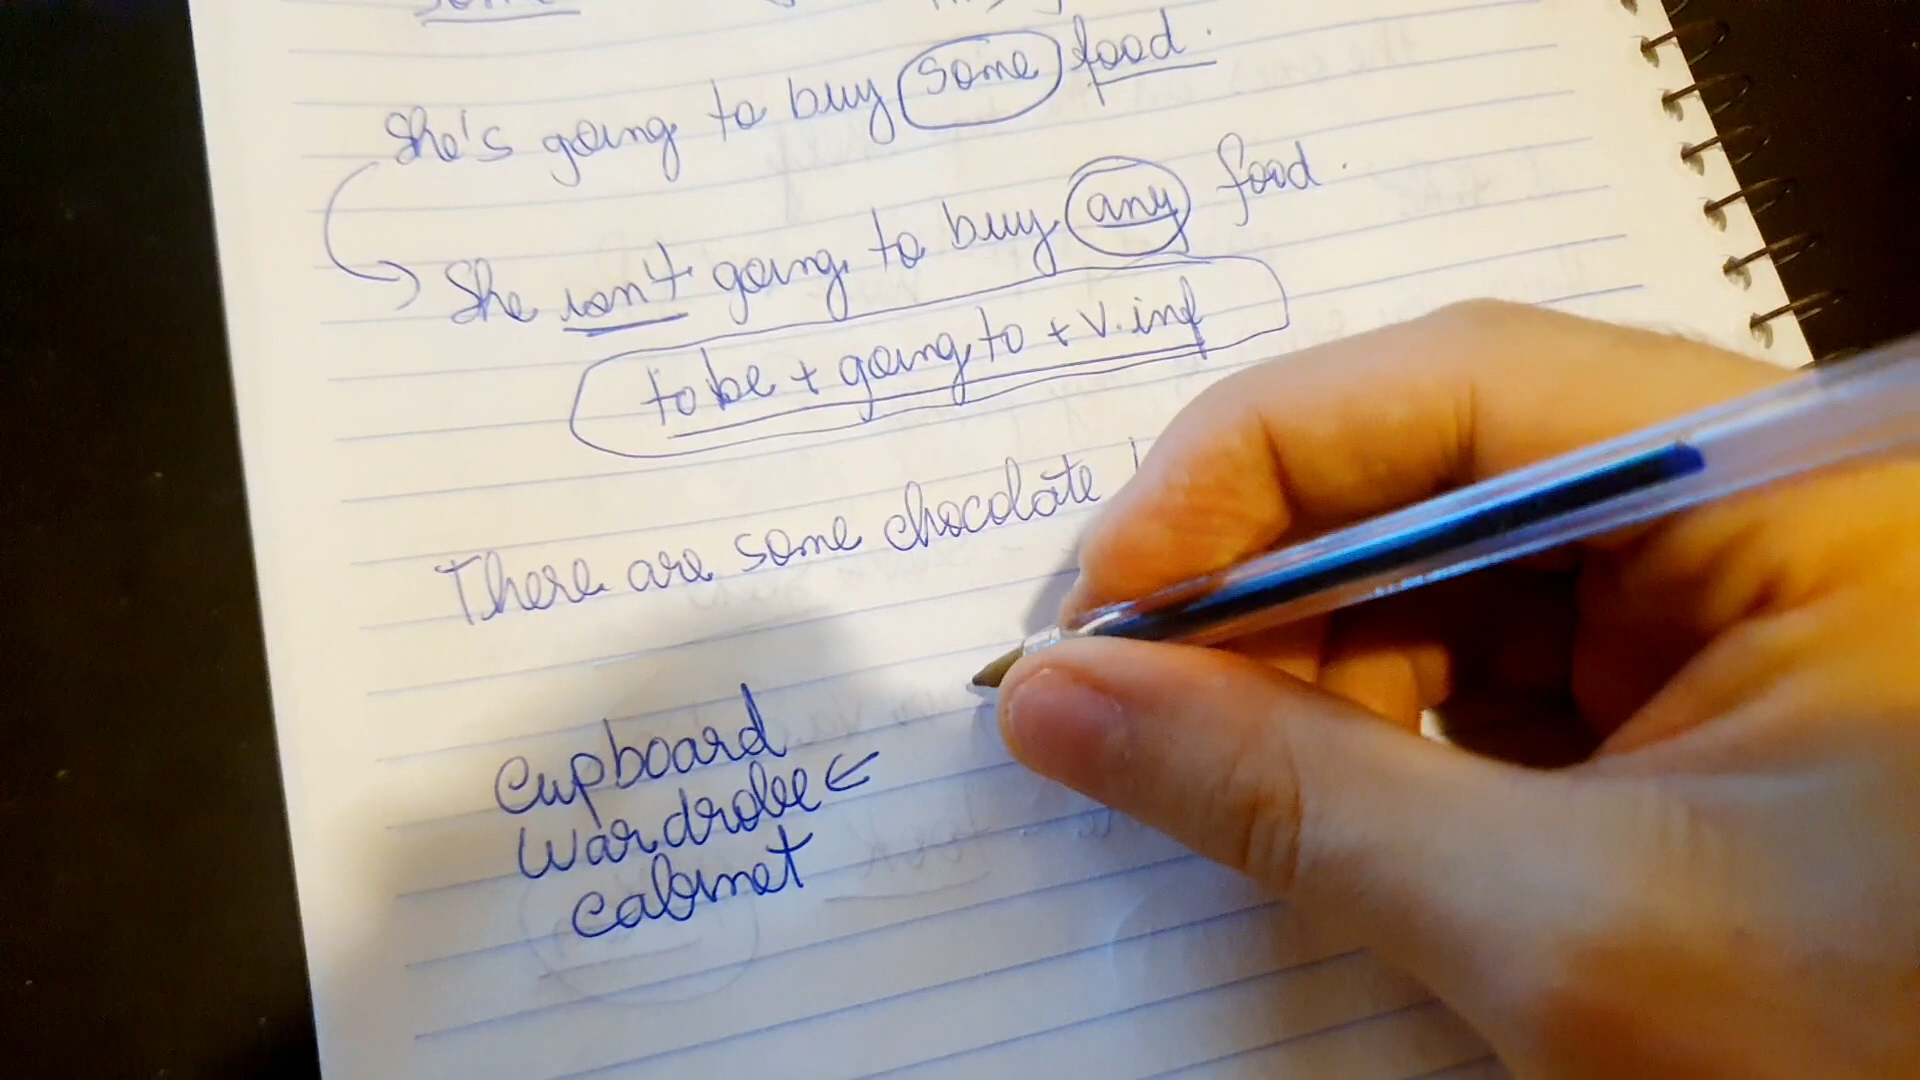 some
She's going to buy some food.
She isn't going to buy any food.
to be + going to + v. inf
There are some chocolate
cupboard
wardrobe ←
cabinet